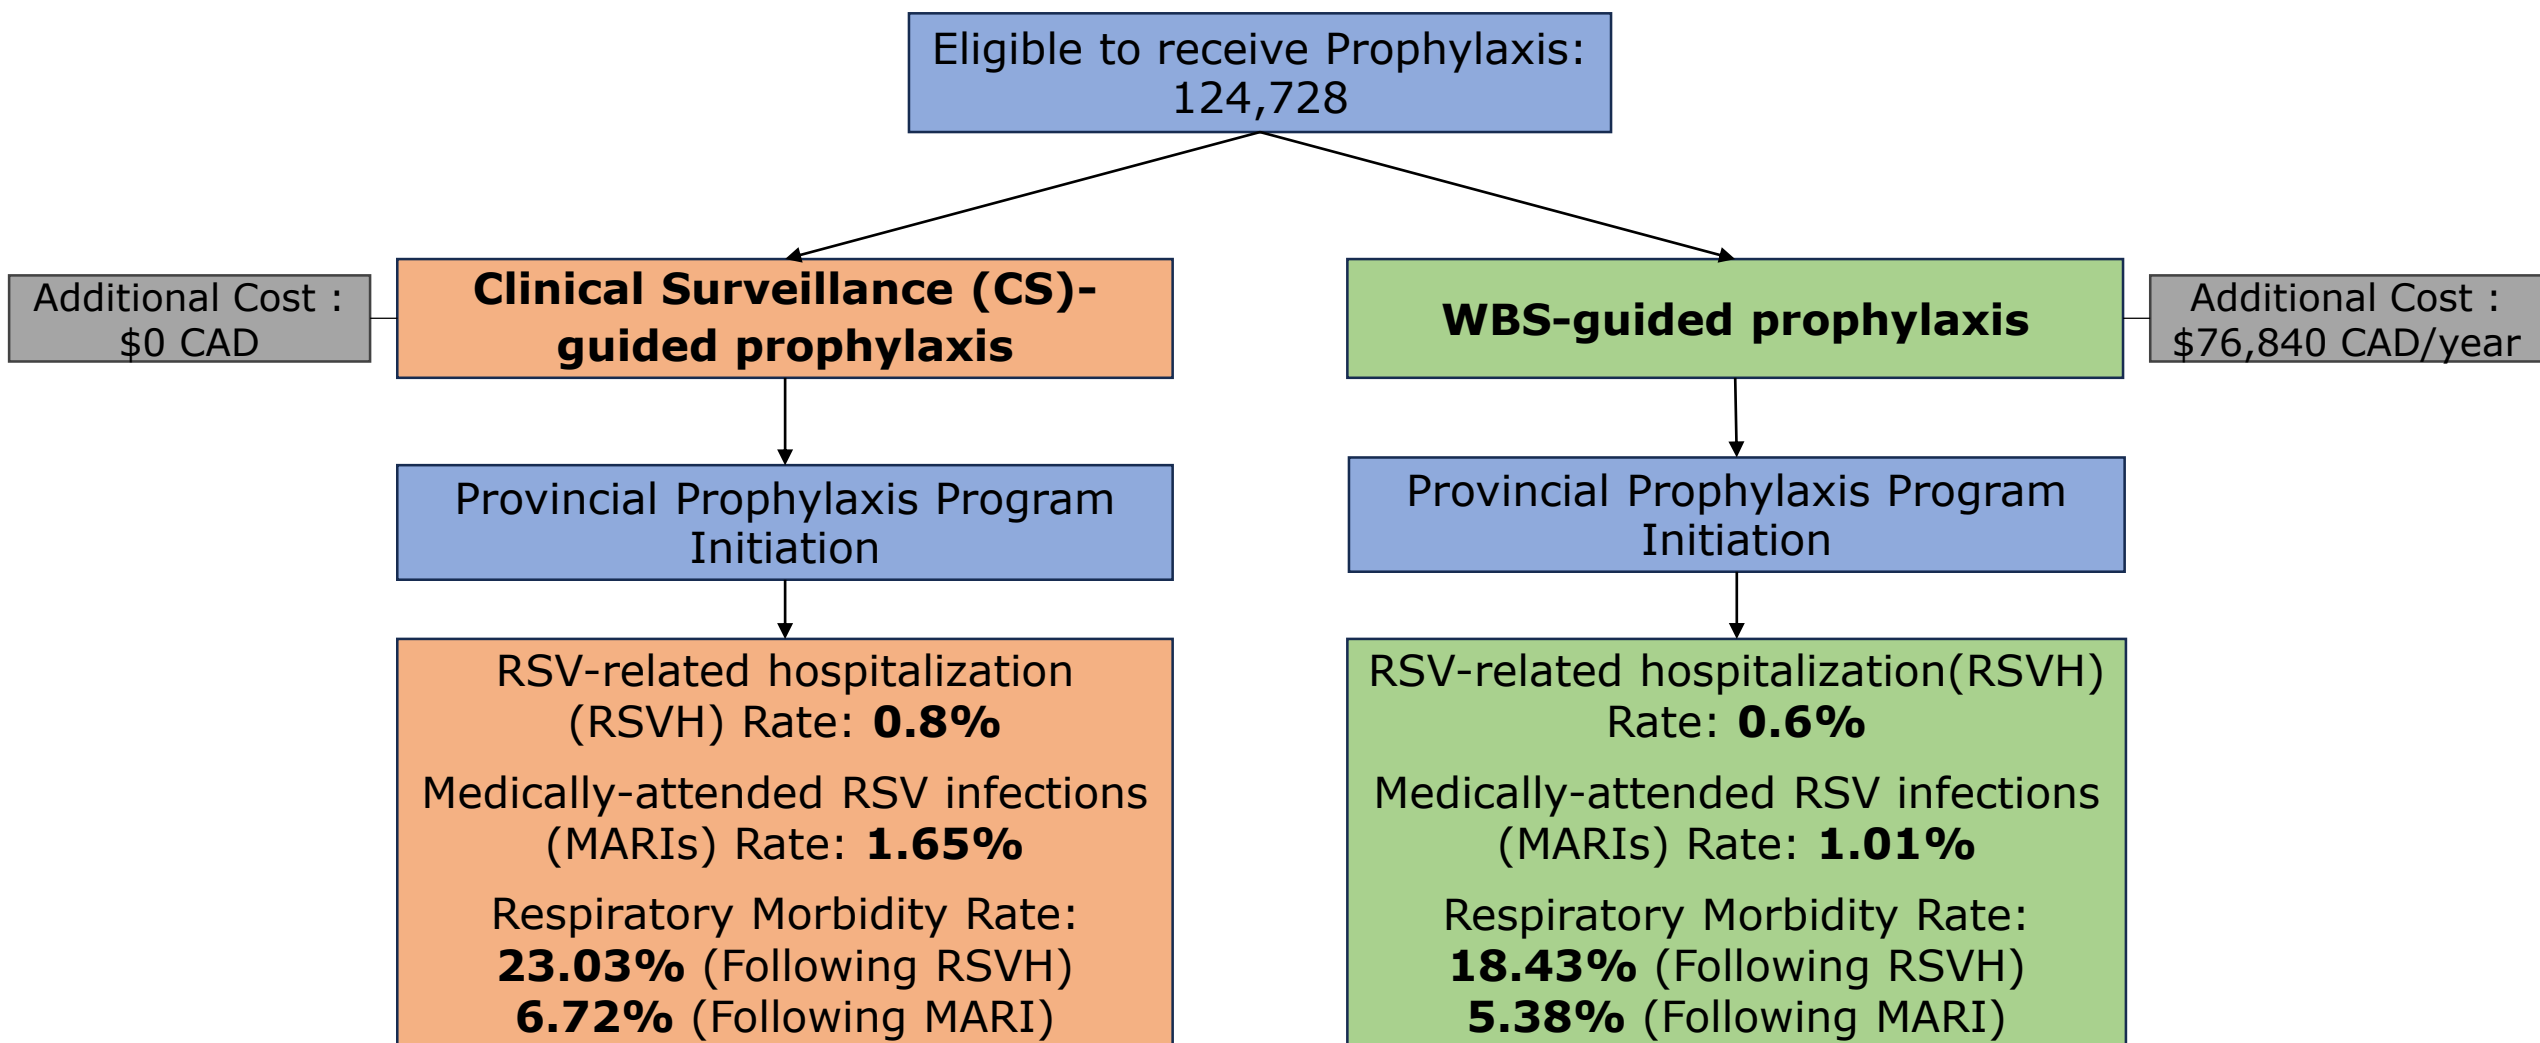 Eligible to receive Prophylaxis:
124,728
Additional Cost :
$0 CAD
Clinical Surveillance (CS)-
guided prophylaxis
WBS-guided prophylaxis
Additional Cost :
$76,840 CAD/year
Provincial Prophylaxis Program
Initiation
Provincial Prophylaxis Program
Initiation
RSV-related hospitalization
(RSVH) Rate: 0.8%
Medically-attended RSV infections
(MARIs) Rate: 1.65%
Respiratory Morbidity Rate:
23.03% (Following RSVH)
6.72% (Following MARI)
RSV-related hospitalization(RSVH)
Rate: 0.6%
Medically-attended RSV infections
(MARIs) Rate: 1.01%
Respiratory Morbidity Rate:
18.43% (Following RSVH)
5.38% (Following MARI)